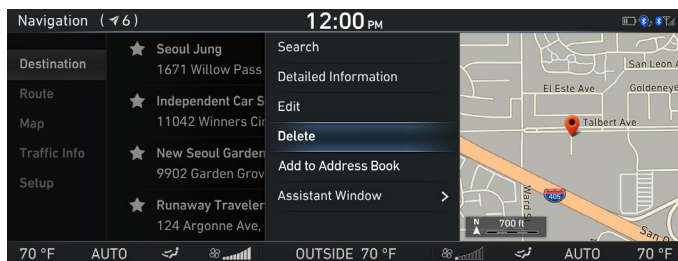 Navigation ( 6)
12:00 PM
Destination
Route
Map
Traffic Info
Setup
Seoul Jung
1671 Willow Pass
Independent Car S
11042 Winners Cir
New Seoul Garden
9902 Garden Grov
Runaway Traveler
124 Argonne Ave,
Search
Detailed Information
Edit
Delete
Add to Address Book
Assistant Window >
San Leon A
El Este Ave
Goldeneye
Talbert Ave
Ward St
405
San D
N
700 ft
70 °F
AUTO
OUTSIDE 70 °F
AUTO
70 °F